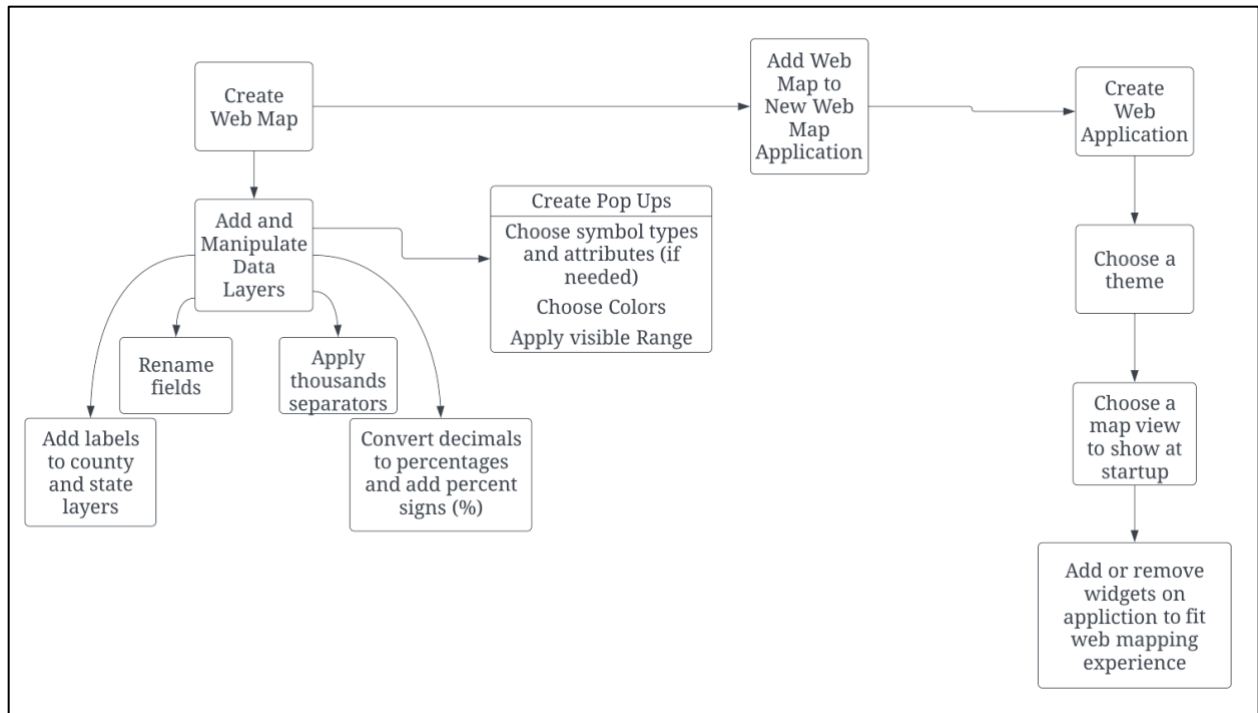 Create
Web Map
Add Web
Map to
New Web
Map
Application
Create
Web
Application
Add and
Manipulate
Data
Layers
Create Pop Ups
Choose symbol types
and attributes (if
needed)
Choose Colors
Apply visible Range
Choose a
theme
Rename
fields
Apply
thousands
separators
Add labels
to county
and state
layers
Convert decimals
to percentages
and add percent
signs (%)
Choose a
map view
to show at
startup
Add or remove
widgets on
appliction to fit
web mapping
experience